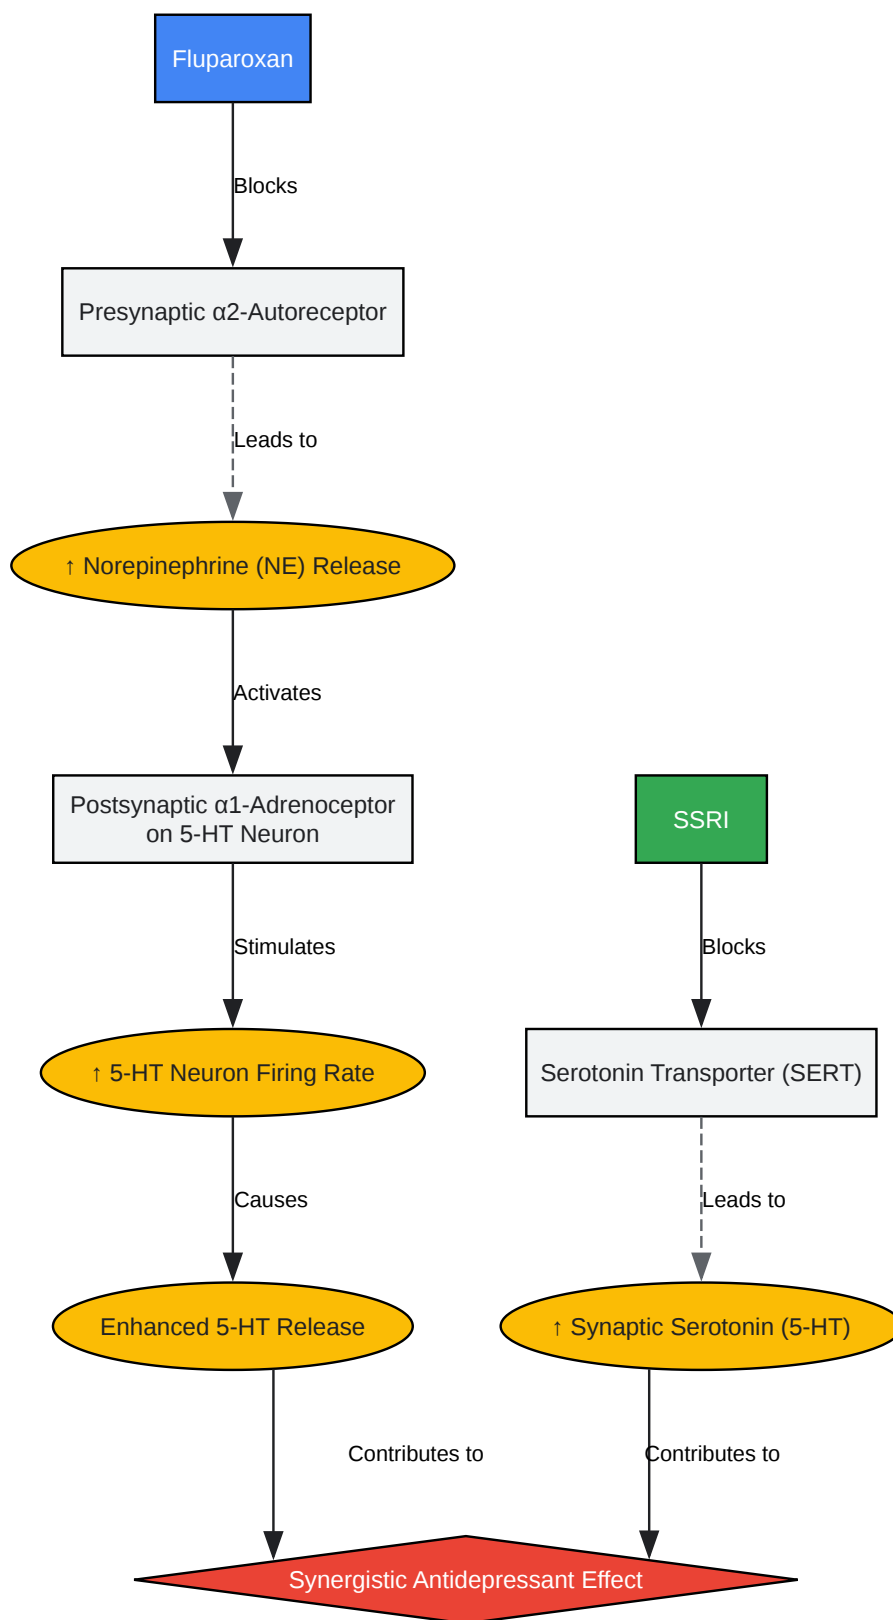 Fluparoxan
Blocks
Presynaptic α2-Autoreceptor
Leads to
↑ Norepinephrine (NE) Release
Activates
Postsynaptic α1-Adrenoceptor
on 5-HT Neuron
SSRI
Stimulates
Blocks
↑ 5-HT Neuron Firing Rate
Serotonin Transporter (SERT)
Causes
Leads to
Enhanced 5-HT Release
↑ Synaptic Serotonin (5-HT)
Contributes to
Contributes to
Synergistic Antidepressant Effect